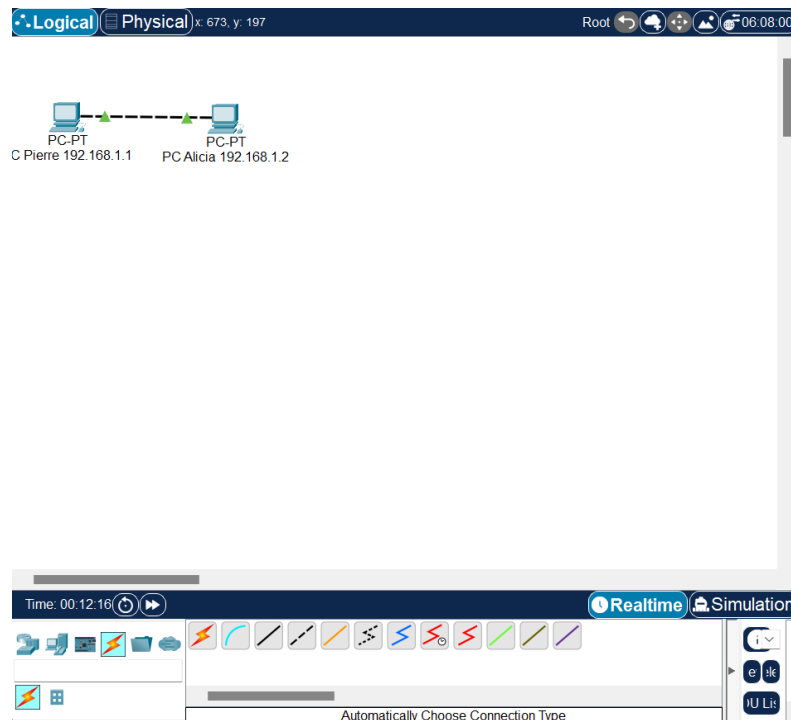 Logical Physical x: 673, y: 197 Root 06:08:00
PC-PT
C Pierre 192.168.1.1
PC-PT
PC Alicia 192.168.1.2
Time: 00:12:16 Realtime Simulation
Automatically Choose Connection Type